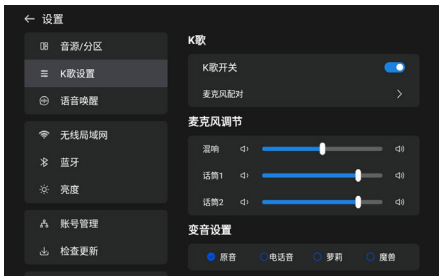 ← 设置
音源/分区
K歌设置
语音唤醒
无线局域网
蓝牙
亮度
账号管理
检查更新
K歌
K歌开关
麦克风配对
麦克风调节
混响
话筒1
话筒2
变音设置
原音 电话音 萝莉 魔兽